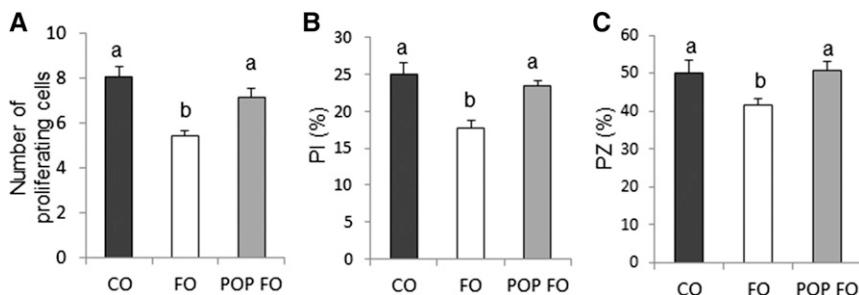 A
Number of
proliferating cells
10
8
6
4
2
0
a
b
a
CO
FO
POP FO
B
PI (%)
30
25
20
15
10
5
0
a
b
a
CO
FO
POP FO
C
PZ (%)
60
50
40
30
20
10
0
a
b
a
CO
FO
POP FO